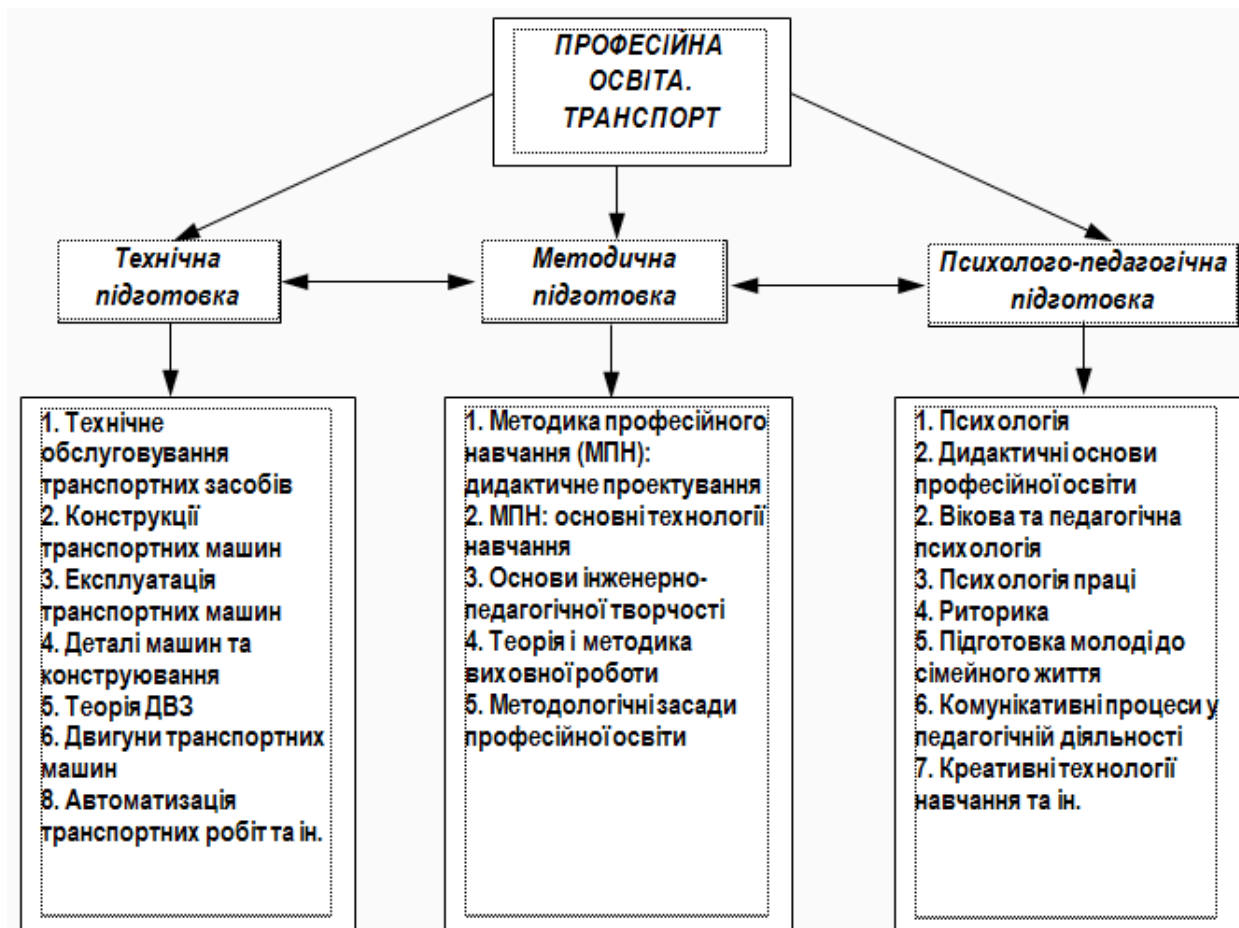 ПРОФЕСІЙНА
ОСВІТА.
ТРАНСПОРТ
Технічна
підготовка
Методична
підготовка
Психолого-педагогічна
підготовка
1. Технічне
обслуговування
транспортних засобів
2. Конструкції
транспортних машин
3. Експлуатація
транспортних машин
4. Деталі машин та
конструювання
5. Теорія ДВЗ
6. Двигуни транспортних
машин
8. Автоматизація
транспортних робіт та ін.
1. Методика професійного
навчання (МПН):
дидактичне проектування
2. МПН: основні технології
навчання
3. Основи інженерно-
педагогічної творчості
4. Теорія і методика
виховної роботи
5. Методологічні засади
професійної освіти
1. Психологія
2. Дидактичні основи
професійної освіти
2. Вікова та педагогічна
психологія
3. Психологія праці
4. Риторика
5. Підготовка молоді до
сімейного життя
6. Комунікативні процеси у
педагогічній діяльності
7. Креативні технології
навчання та ін.